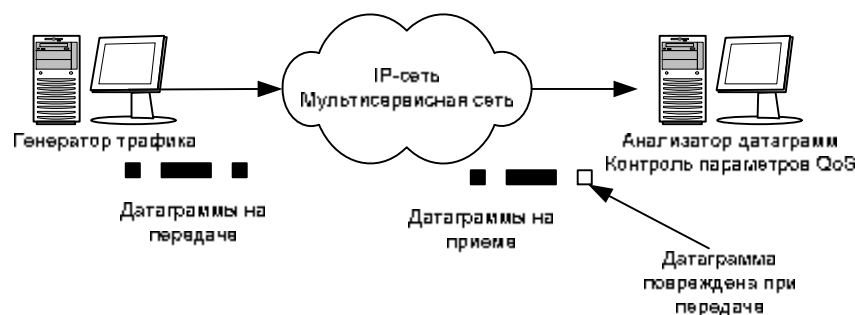 IP-сеть
Мультисервисная сеть
Генератор трафика
Анализатор датаграмм
Контроль параметров QoS
Датаграммы на
передаче
Датаграммы на
приеме
Датаграмма
повреждена при
передаче